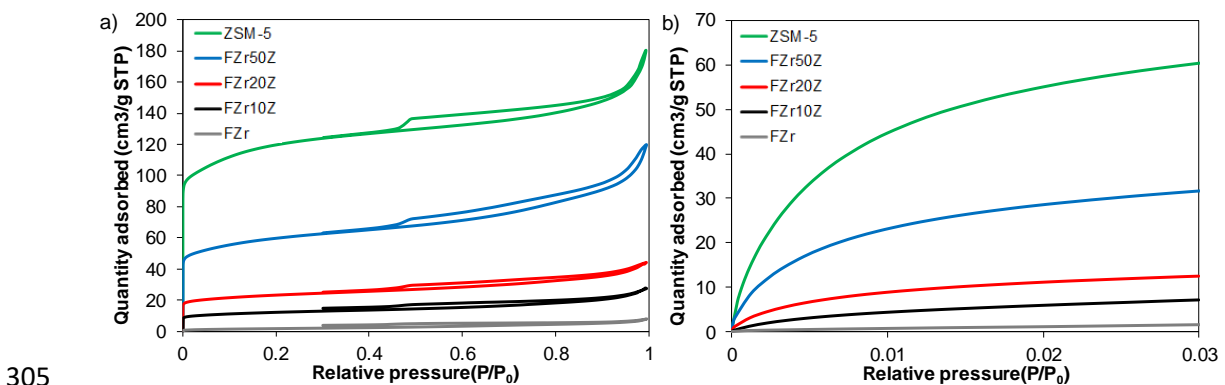 a)
Quantity adsorbed (cm3/g STP)
200
180
160
140
120
100
80
60
40
20
0
ZSM-5
FZr50Z
FZr20Z
FZr10Z
FZr
0
0.2
0.4
0.6
0.8
1
Relative pressure(P/P₀)
b)
Quantity adsorbed (cm3/g STP)
70
60
50
40
30
20
10
0
ZSM-5
FZr50Z
FZr20Z
FZr10Z
FZr
0
0.01
0.02
0.03
Relative pressure(P/P₀)
305